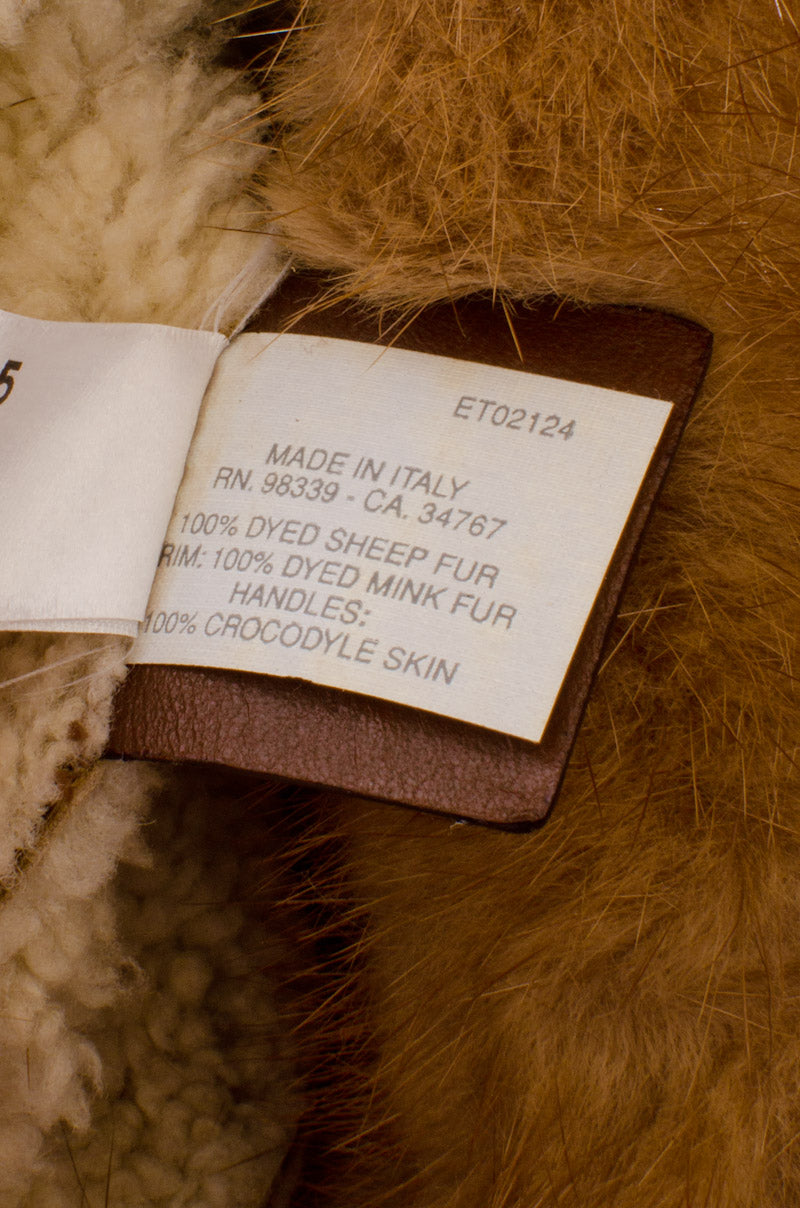 5
ET02124
MADE IN ITALY
RN. 98339 - CA. 34767
100% DYED SHEEP FUR
RIM: 100% DYED MINK FUR
HANDLES:
100% CROCODYLE SKIN